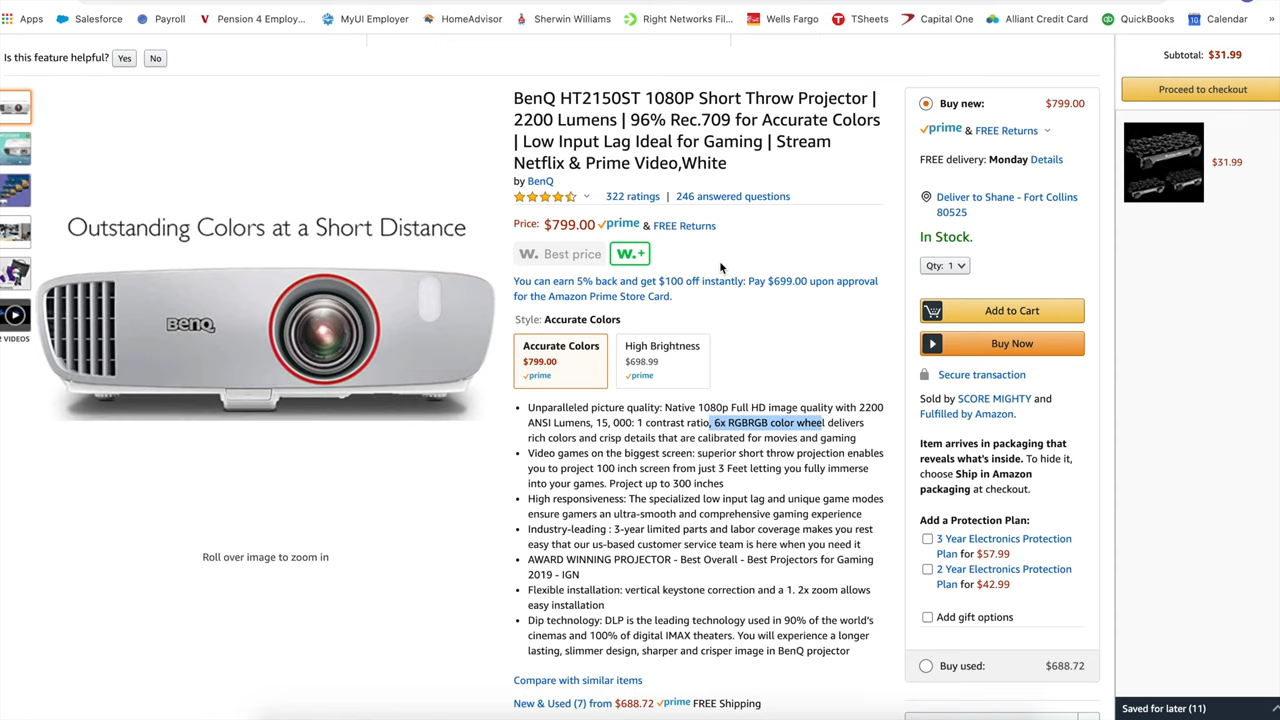 Apps Salesforce Payroll Pension 4 Employ... MyUI Employer HomeAdvisor Sherwin Williams Right Networks Fil... Wells Fargo TSheets Capital One Alliant Credit Card QuickBooks Calendar »
Is this feature helpful? Yes No
Outstanding Colors at a Short Distance
BenQ
2 VIDEOS
Roll over image to zoom in
BenQ HT2150ST 1080P Short Throw Projector |
2200 Lumens | 96% Rec.709 for Accurate Colors
| Low Input Lag Ideal for Gaming | Stream
Netflix & Prime Video,White
by BenQ
322 ratings | 246 answered questions
Price: $799.00 prime & FREE Returns
W. Best price W.+
You can earn 5% back and get $100 off instantly: Pay $699.00 upon approval
for the Amazon Prime Store Card.
Style: Accurate Colors
Accurate Colors
$799.00
prime
High Brightness
$698.99
prime
• Unparalleled picture quality: Native 1080p Full HD image quality with 2200
ANSI Lumens, 15, 000: 1 contrast ratio, 6x RGBRGB color wheel delivers
rich colors and crisp details that are calibrated for movies and gaming
• Video games on the biggest screen: superior short throw projection enables
you to project 100 inch screen from just 3 Feet letting you fully immerse
into your games. Project up to 300 inches
• High responsiveness: The specialized low input lag and unique game modes
ensure gamers an ultra-smooth and comprehensive gaming experience
• Industry-leading : 3-year limited parts and labor coverage makes you rest
easy that our us-based customer service team is here when you need it
• AWARD WINNING PROJECTOR - Best Overall - Best Projectors for Gaming
2019 - IGN
• Flexible installation: vertical keystone correction and a 1. 2x zoom allows
easy installation
• Dip technology: DLP is the leading technology used in 90% of the world's
cinemas and 100% of digital IMAX theaters. You will experience a longer
lasting, slimmer design, sharper and crisper image in BenQ projector
Compare with similar items
New & Used (7) from $688.72 prime FREE Shipping
Buy new: $799.00
prime & FREE Returns
FREE delivery: Monday Details
Deliver to Shane - Fort Collins
80525
In Stock.
Qty: 1
Add to Cart
Buy Now
Secure transaction
Sold by SCORE MIGHTY and
Fulfilled by Amazon.
Item arrives in packaging that
reveals what's inside. To hide it,
choose Ship in Amazon
packaging at checkout.
Add a Protection Plan:
3 Year Electronics Protection
Plan for $57.99
2 Year Electronics Protection
Plan for $42.99
Add gift options
Buy used: $688.72
Subtotal: $31.99
Proceed to checkout
$31.99
Saved for later (11)